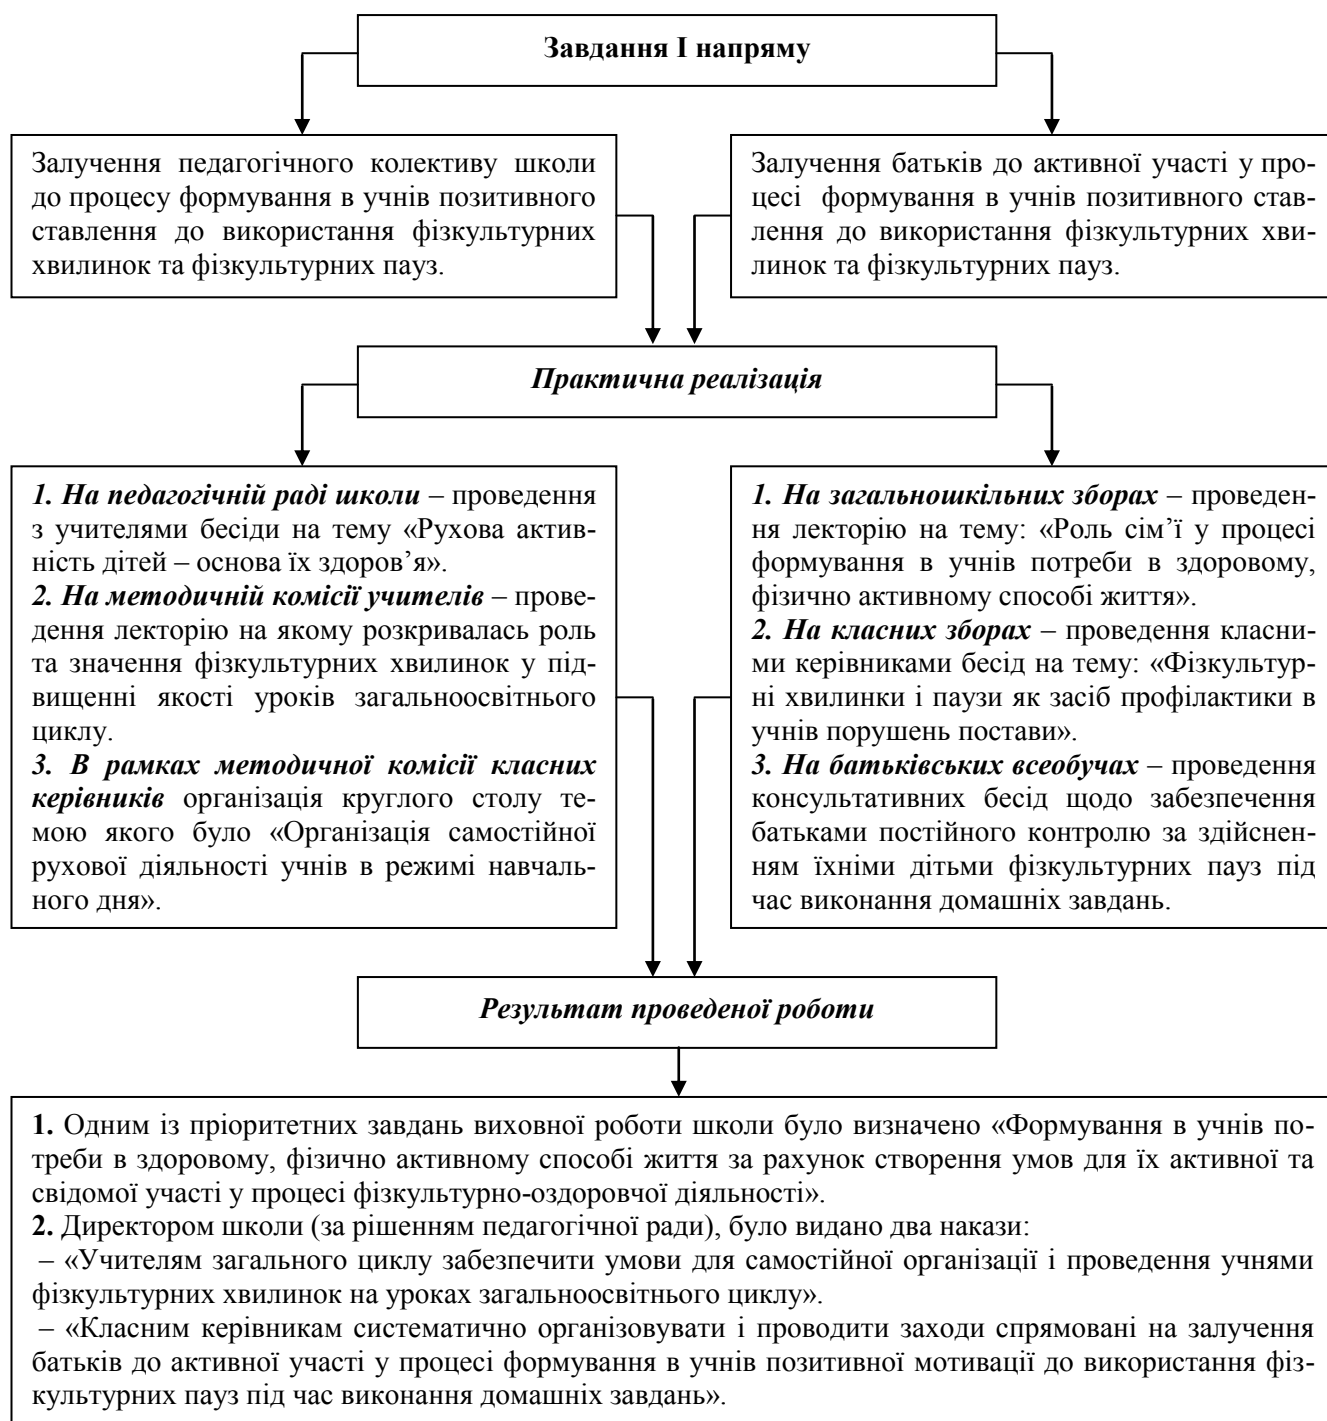 Завдання І напряму
Залучення педагогічного колективу школи
до процесу формування в учнів позитивного
ставлення до використання фізкультурних
хвилинок та фізкультурних пауз.
Залучення батьків до активної участі у про-
цесі формування в учнів позитивного став-
лення до використання фізкультурних хви-
линок та фізкультурних пауз.
Практична реалізація
1. На педагогічній раді школи – проведення
з учителями бесіди на тему «Рухова актив-
ність дітей – основа їх здоров’я».
2. На методичній комісії учителів – прове-
дення лекторію на якому розкривалась роль
та значення фізкультурних хвилинок у під-
вищенні якості уроків загальноосвітнього
циклу.
3. В рамках методичної комісії класних
керівників організація круглого столу те-
мою якого було «Організація самостійної
рухової діяльності учнів в режимі навчаль-
ного дня».
1. На загальношкільних зборах – проведен-
ня лекторію на тему: «Роль сім’ї у процесі
формування в учнів потреби в здоровому,
фізично активному способі життя».
2. На класних зборах – проведення класни-
ми керівниками бесід на тему: «Фізкультур-
ні хвилинки і паузи як засіб профілактики в
учнів порушень постави».
3. На батьківських всеобучах – проведення
консультативних бесід щодо забезпечення
батьками постійного контролю за здійснен-
ням їхніми дітьми фізкультурних пауз під
час виконання домашніх завдань.
Результат проведеної роботи
1. Одним із пріоритетних завдань виховної роботи школи було визначено «Формування в учнів по-
треби в здоровому, фізично активному способі життя за рахунок створення умов для їх активної та
свідомої участі у процесі фізкультурно-оздоровчої діяльності».
2. Директором школи (за рішенням педагогічної ради), було видано два накази:
– «Учителям загального циклу забезпечити умови для самостійної організації і проведення учнями
фізкультурних хвилинок на уроках загальноосвітнього циклу».
– «Класним керівникам систематично організовувати і проводити заходи спрямовані на залучення
батьків до активної участі у процесі формування в учнів позитивної мотивації до використання фіз-
культурних пауз під час виконання домашніх завдань».